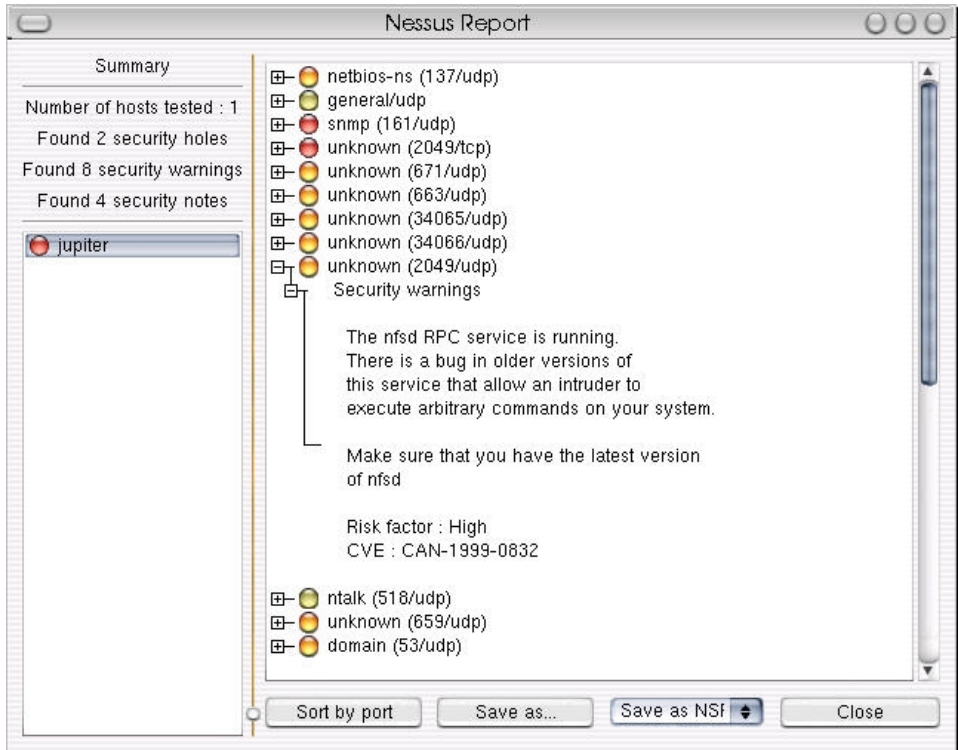 Nessus Report
Summary
Number of hosts tested : 1
Found 2 security holes
Found 8 security warnings
Found 4 security notes
jupiter
netbios-ns (137/udp)
general/udp
snmp (161/udp)
unknown (2049/tcp)
unknown (671/udp)
unknown (663/udp)
unknown (34065/udp)
unknown (34066/udp)
unknown (2049/udp)
Security warnings
The nfsd RPC service is running.
There is a bug in older versions of
this service that allow an intruder to
execute arbitrary commands on your system.
Make sure that you have the latest version
of nfsd
Risk factor : High
CVE : CAN-1999-0832
ntalk (518/udp)
unknown (659/udp)
domain (53/udp)
Sort by port
Save as...
Save as NSF
Close